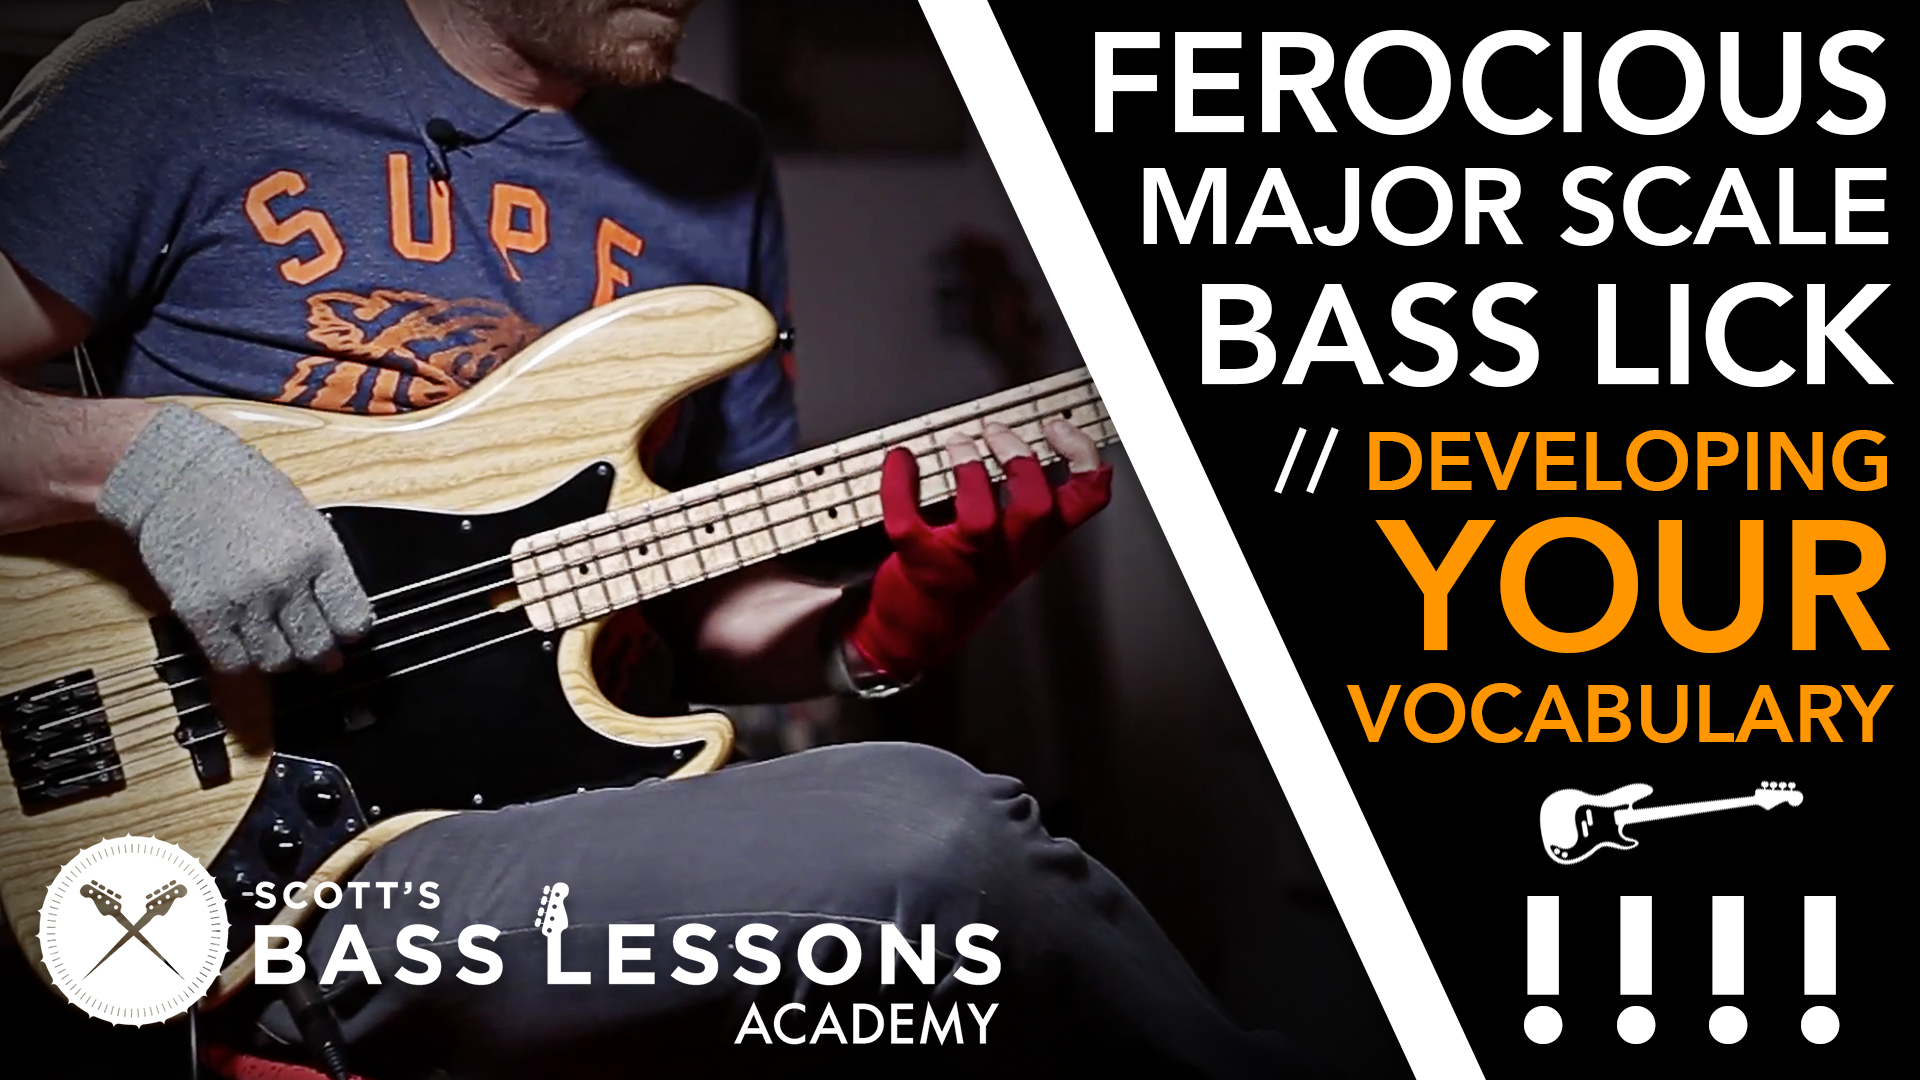 SUPE
FEROCIOUS
MAJOR SCALE
BASS LICK
// DEVELOPING
YOUR
VOCABULARY
!!!!
SCOTT'S
BASS LESSONS
ACADEMY